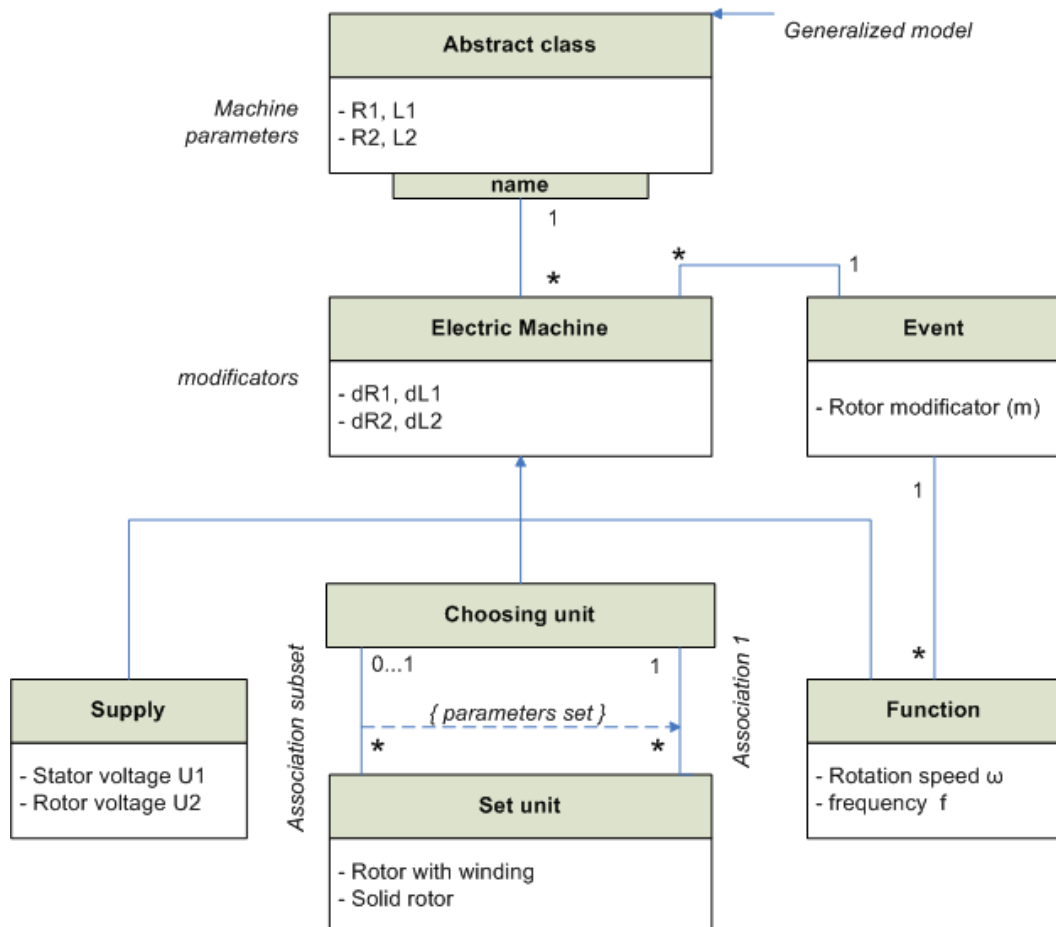 Abstract class
Generalized model
Machine
parameters
- R1, L1
- R2, L2
name
1
*
*
1
Electric Machine
Event
modificators
- dR1, dL1
- dR2, dL2
- Rotor modificator (m)
1
*
Choosing unit
Association subset
0...1
1
Association 1
{ parameters set }
*
*
Supply
- Stator voltage U1
- Rotor voltage U2
Function
- Rotation speed ω
- frequency f
Set unit
- Rotor with winding
- Solid rotor